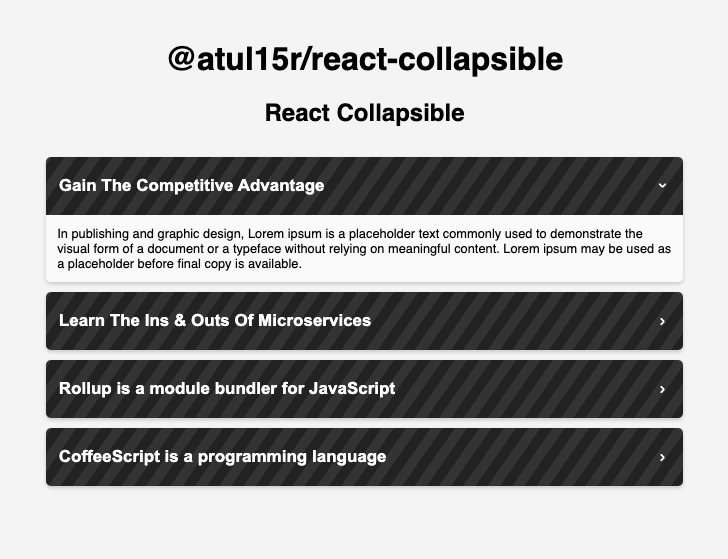 @atul15r/react-collapsible
React Collapsible
Gain The Competitive Advantage
In publishing and graphic design, Lorem ipsum is a placeholder text commonly used to demonstrate the
visual form of a document or a typeface without relying on meaningful content. Lorem ipsum may be used as
a placeholder before final copy is available.
Learn The Ins & Outs Of Microservices
Rollup is a module bundler for JavaScript
CoffeeScript is a programming language